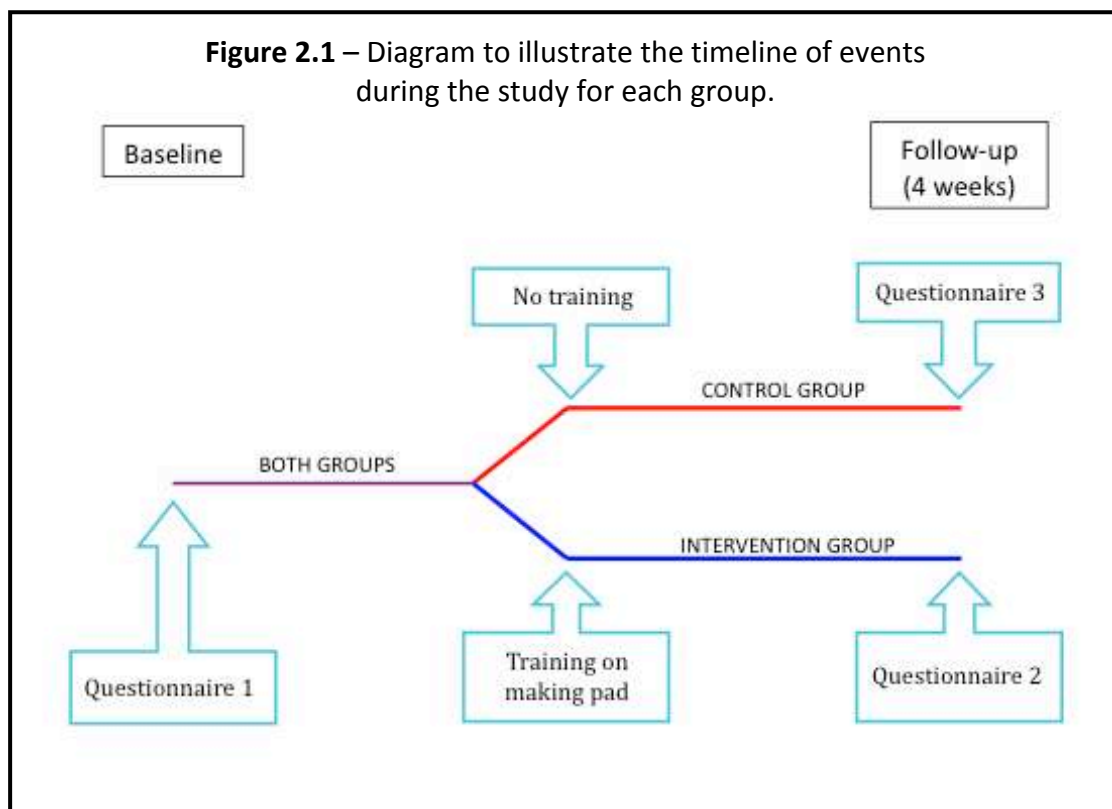 Figure 2.1 – Diagram to illustrate the timeline of events
during the study for each group.
Baseline
Follow-up
(4 weeks)
No training
Questionnaire 3
CONTROL GROUP
BOTH GROUPS
INTERVENTION GROUP
Questionnaire 1
Training on
making pad
Questionnaire 2